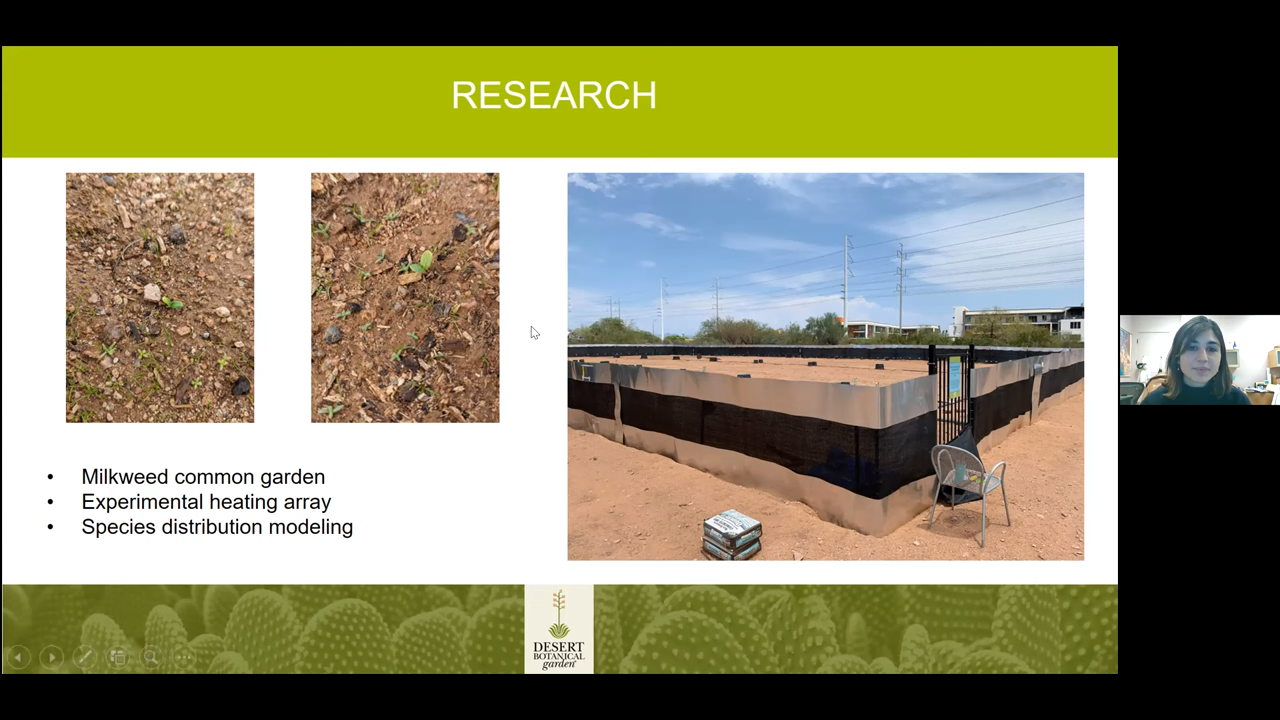 RESEARCH
• Milkweed common garden
• Experimental heating array
• Species distribution modeling
DESERT
BOTANICAL
garden